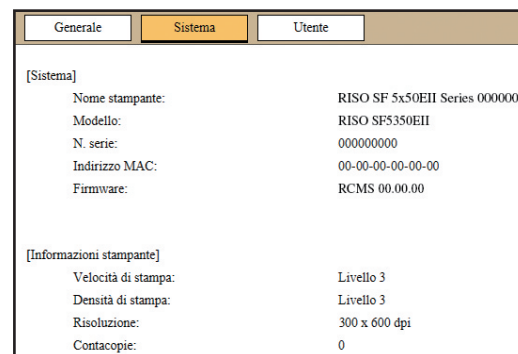 Generale Sistema Utente
[Sistema]
Nome stampante: RISO SF 5x50EII Series 000000
Modello: RISO SF5350EII
N. serie: 000000000
Indirizzo MAC: 00-00-00-00-00-00
Firmware: RCMS 00.00.00
[Informazioni stampante]
Velocità di stampa: Livello 3
Densità di stampa: Livello 3
Risoluzione: 300 x 600 dpi
Contacopie: 0